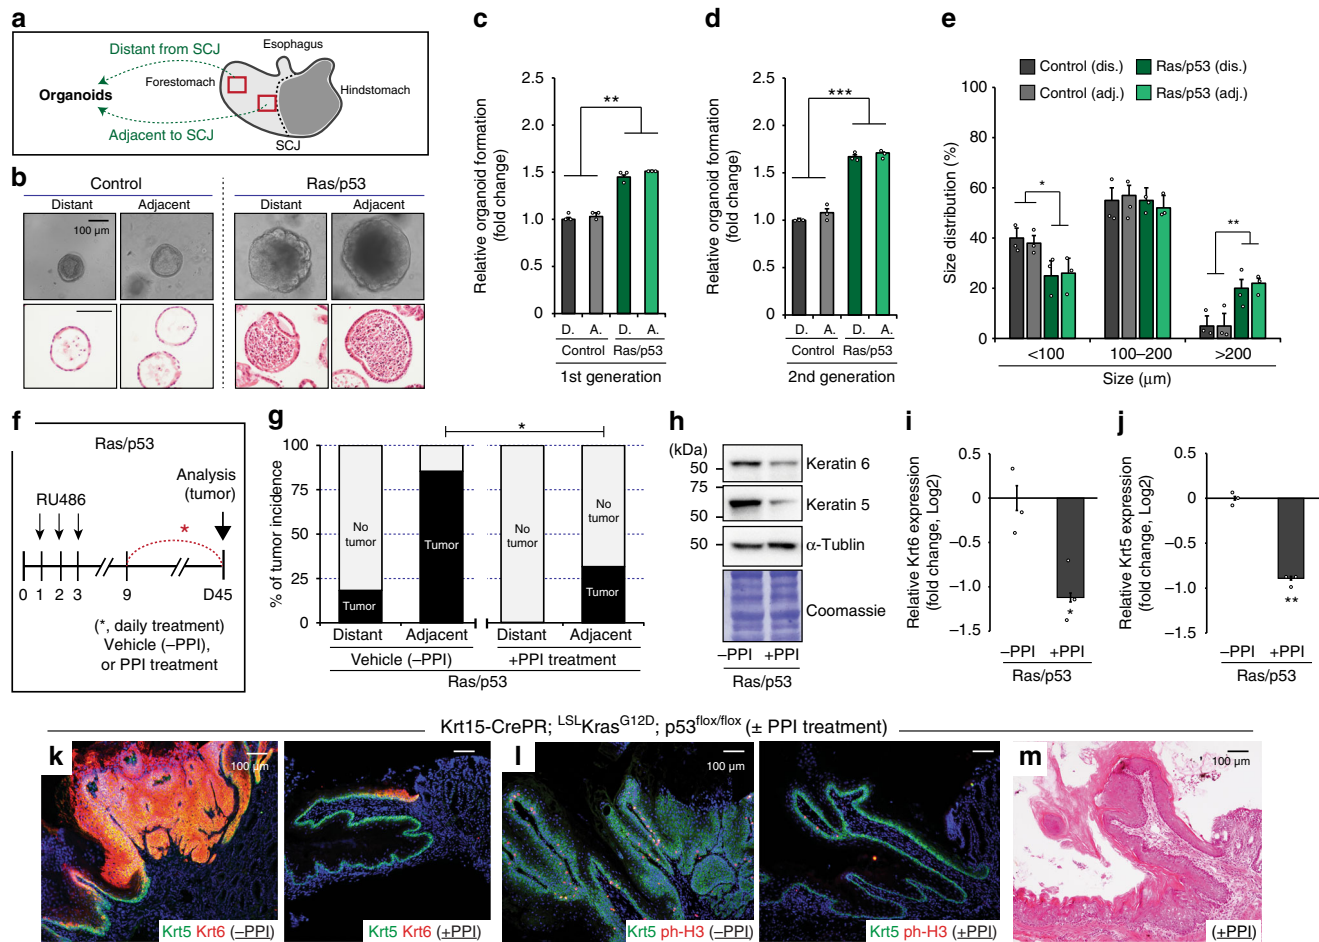 a
Esophagus
Distant from SCJ
Forestomach
Hindstomach
Organoids
Adjacent to SCJ
SCJ
b
Control
Ras/p53
Distant
Adjacent
Distant
Adjacent
100 µm
c
Relative organoid formation
(fold change)
2.5
2.0
1.5
1.0
0.5
0
**
D.
A.
D.
A.
Control
Ras/p53
1st generation
d
Relative organoid formation
(fold change)
2.5
2.0
1.5
1.0
0.5
0
***
D.
A.
D.
A.
Control
Ras/p53
2nd generation
e
Control (dis.)
Ras/p53 (dis.)
Control (adj.)
Ras/p53 (adj.)
Size distribution (%)
100
80
60
40
20
0
*
**
<100
100–200
>200
Size (μm)
f
Ras/p53
Analysis
(tumor)
RU486
*
0
1
2
3
9
D45
(*, daily treatment)
Vehicle (–PPI),
or PPI treatment
g
% of tumor incidence
100
75
50
25
0
*
No
tumor
Tumor
Tumor
No
tumor
No
tumor
Tumor
Distant
Adjacent
Distant
Adjacent
Vehicle (–PPI)
+PPI treatment
Ras/p53
h
(kDa)
50
Keratin 6
75
50
Keratin 5
50
α-Tublin
Coomassie
–PPI
+PPI
Ras/p53
i
Relative Krt6 expression
(fold change, Log2)
0.5
0
–0.5
–1.0
–1.5
*
–PPI
+PPI
Ras/p53
j
Relative Krt5 expression
(fold change, Log2)
0.5
0
–0.5
–1.0
–1.5
**
–PPI
+PPI
Ras/p53
Krt15-CrePR; LSLKrasG12D; p53flox/flox (± PPI treatment)
k
100 µm
Krt5 Krt6 (–PPI)
Krt5 Krt6 (+PPI)
l
100 µm
Krt5 ph-H3 (–PPI)
Krt5 ph-H3 (+PPI)
m
100 µm
(+PPI)